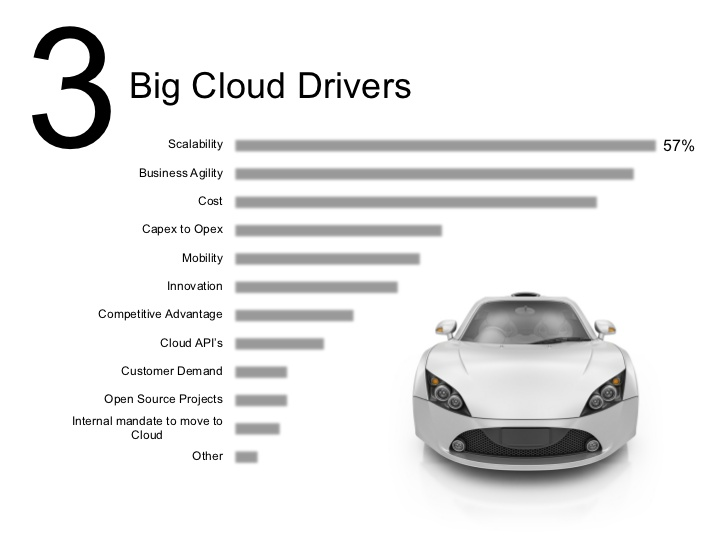 3
Big Cloud Drivers
Scalability
57%
Business Agility
Cost
Capex to Opex
Mobility
Innovation
Competitive Advantage
Cloud API's
Customer Demand
Open Source Projects
Internal mandate to move to
Cloud
Other